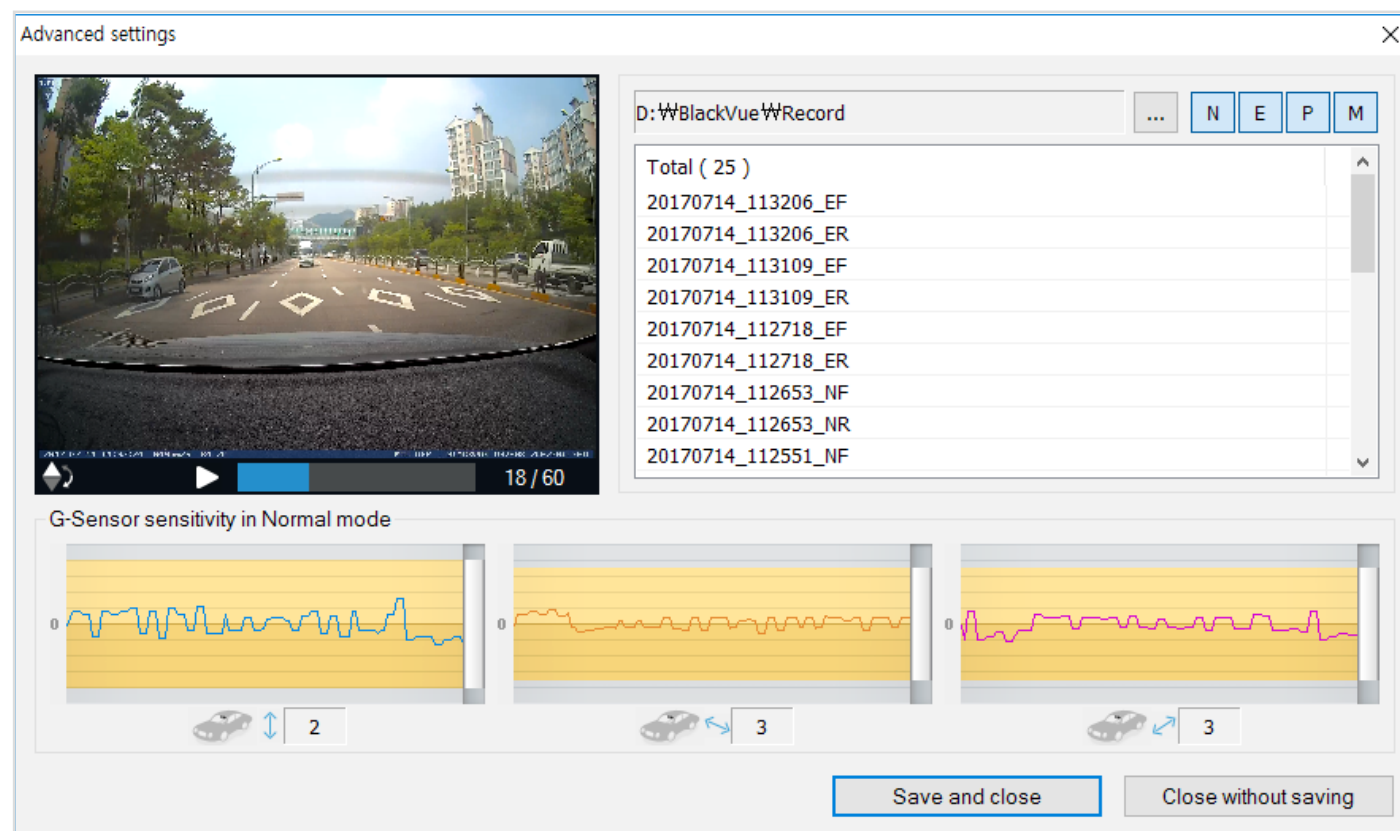 Advanced settings
D:₩BlackVue₩Record
...
N
E
P
M
Total ( 25 )
20170714_113206_EF
20170714_113206_ER
20170714_113109_EF
20170714_113109_ER
20170714_112718_EF
20170714_112718_ER
20170714_112653_NF
20170714_112653_NR
20170714_112551_NF
18 / 60
G-Sensor sensitivity in Normal mode
0
0
0
2
3
3
Save and close
Close without saving